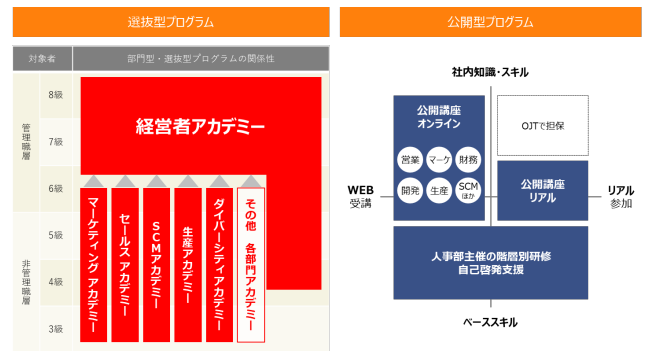 選抜型プログラム
対象者
部門型・選抜型プログラムの関係性
管理職層
非管理職層
8級
7級
6級
5級
4級
3級
経営者アカデミー
マーケティング アカデミー
セールス アカデミー
SCMアカデミー
生産アカデミー
ダイバーシティアカデミー
その他 各部門アカデミー
公開型プログラム
社内知識・スキル
公開講座
オンライン
営業
マーケ
財務
開発
生産
SCM
ほか
OJTで担保
公開講座
リアル
WEB
受講
リアル
参加
人事部主催の階層別研修
自己啓発支援
ベーススキル